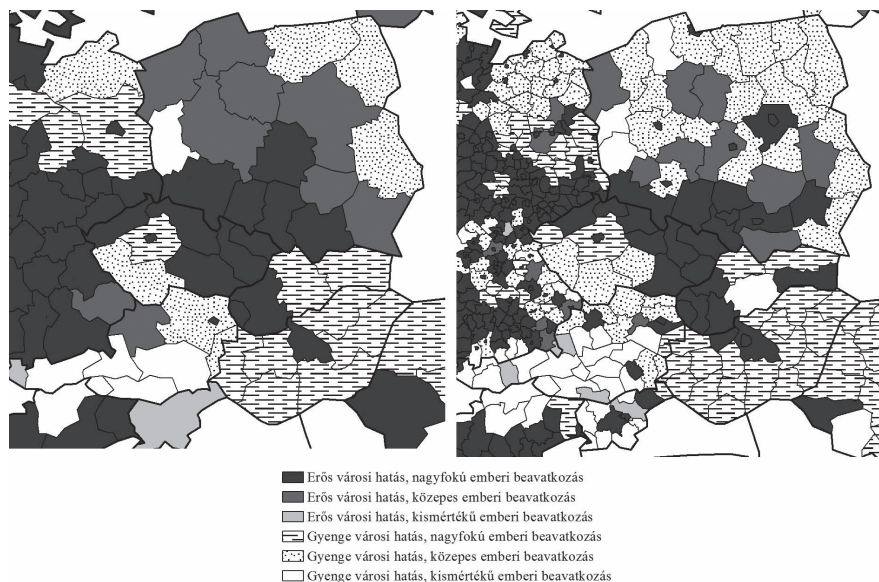 Erős városi hatás, nagyfokú emberi beavatkozás
Erős városi hatás, közepes emberi beavatkozás
Erős városi hatás, kismértékű emberi beavatkozás
Gyenge városi hatás, nagyfokú emberi beavatkozás
Gyenge városi hatás, közepes emberi beavatkozás
Gyenge városi hatás, kismértékű emberi beavatkozás